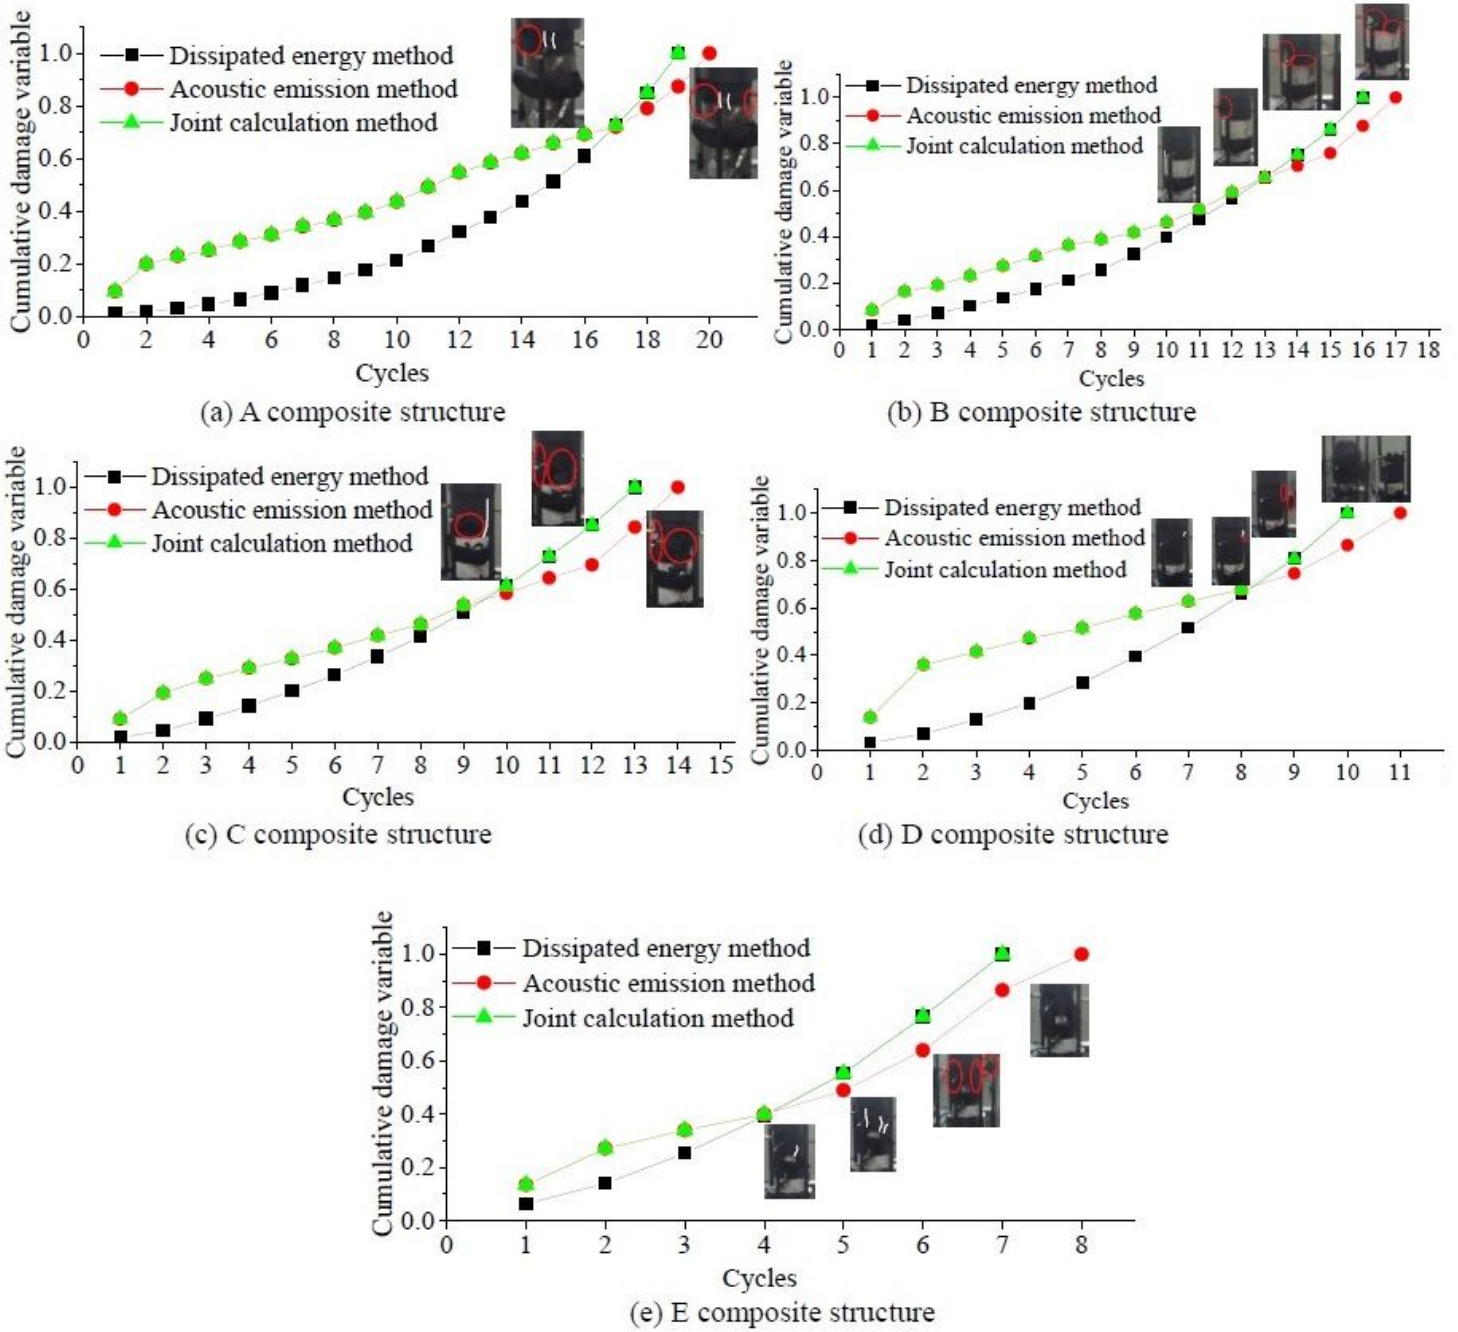 Cumulative damage variable
1.0
0.8
0.6
0.4
0.2
0.0
Dissipated energy method
Acoustic emission method
Joint calculation method
0 2 4 6 8 10 12 14 16 18 20
Cycles
(a) A composite structure
Cumulative damage variable
1.0
0.8
0.6
0.4
0.2
0.0
Dissipated energy method
Acoustic emission method
Joint calculation method
0 1 2 3 4 5 6 7 8 9 10 11 12 13 14 15 16 17 18
Cycles
(b) B composite structure
Cumulative damage variable
1.0
0.8
0.6
0.4
0.2
0.0
Dissipated energy method
Acoustic emission method
Joint calculation method
0 1 2 3 4 5 6 7 8 9 10 11 12 13 14 15
Cycles
(c) C composite structure
Cumulative damage variable
1.0
0.8
0.6
0.4
0.2
0.0
Dissipated energy method
Acoustic emission method
Joint calculation method
0 1 2 3 4 5 6 7 8 9 10 11
Cycles
(d) D composite structure
Cumulative damage variable
1.0
0.8
0.6
0.4
0.2
0.0
Dissipated energy method
Acoustic emission method
Joint calculation method
0 1 2 3 4 5 6 7 8
Cycles
(e) E composite structure